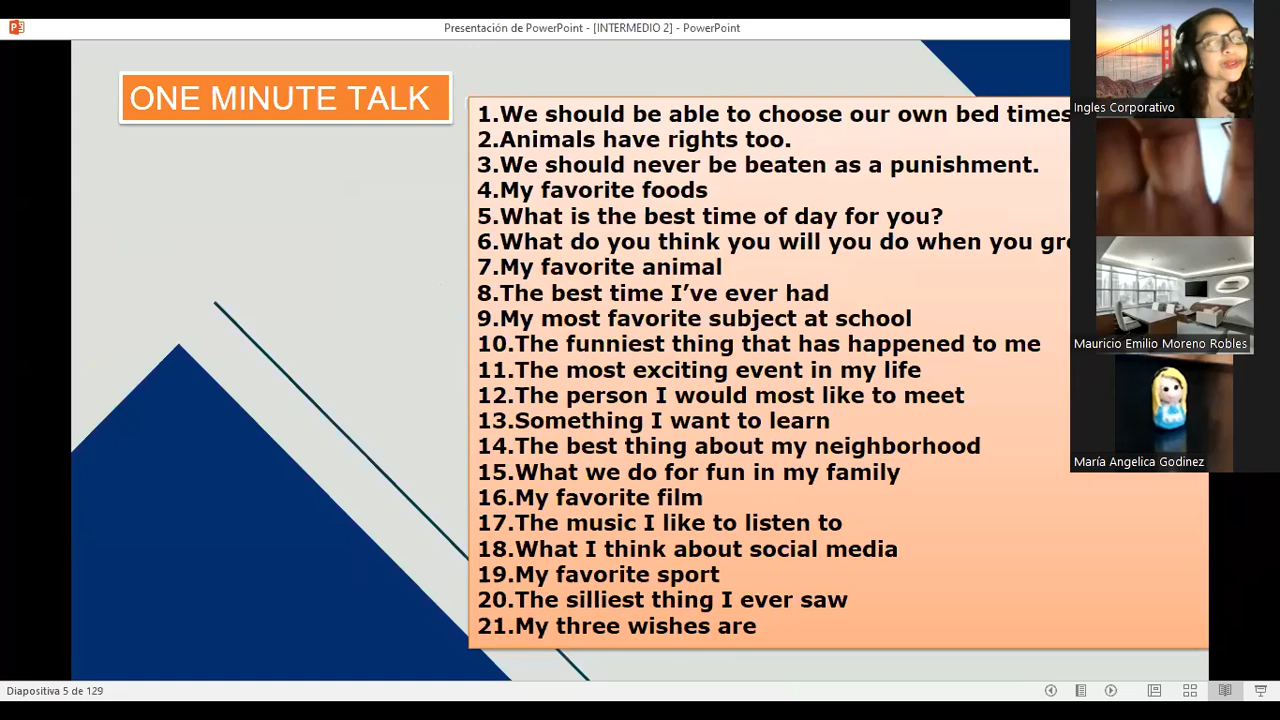 Presentación de PowerPoint - [INTERMEDIO 2] - PowerPoint
ONE MINUTE TALK
1.We should be able to choose our own bed times
2.Animals have rights too.
3.We should never be beaten as a punishment.
4.My favorite foods
5.What is the best time of day for you?
6.What do you think you will you do when you
7.My favorite animal
8.The best time I’ve ever had
9.My most favorite subject at school
10.The funniest thing that has happened to me
11.The most exciting event in my life
12.The person I would most like to meet
13.Something I want to learn
14.The best thing about my neighborhood
15.What we do for fun in my family
16.My favorite film
17.The music I like to listen to
18.What I think about social media
19.My favorite sport
20.The silliest thing I ever saw
21.My three wishes are
Ingles Corporativo
Mauricio Emilio Moreno Robles
María Angelica Godinez
Diapositiva 5 de 129